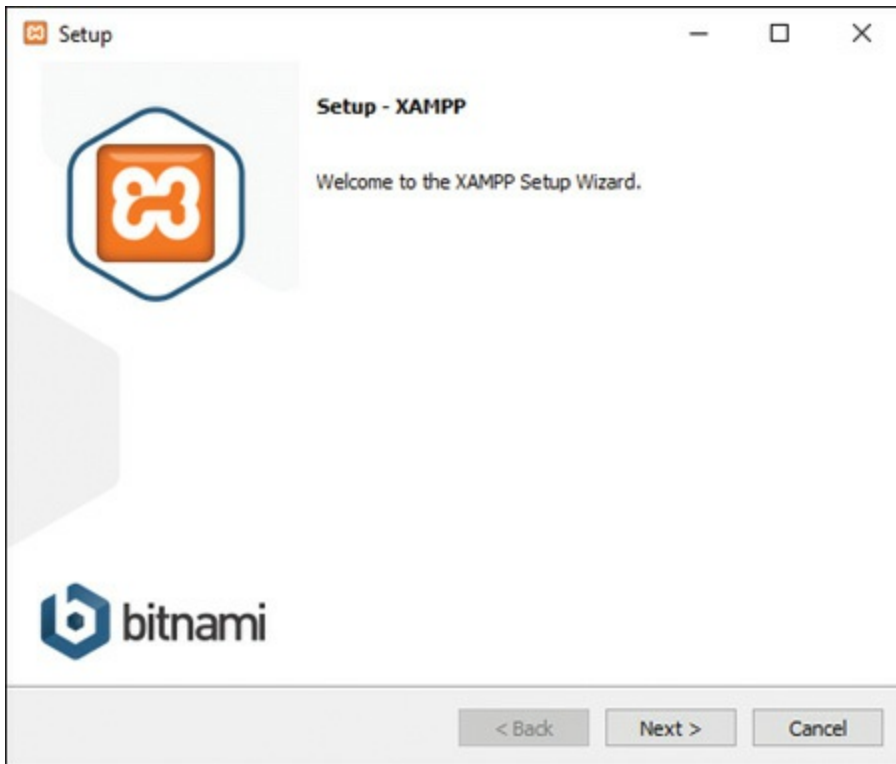 Setup
Setup - XAMPP
Welcome to the XAMPP Setup Wizard.
bitnami
< Back
Next >
Cancel